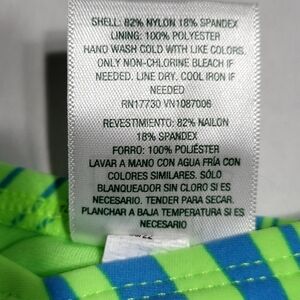 SHELL: 82% NYLON 18% SPANDEX
LINING: 100% POLYESTER
HAND WASH COLD WITH LIKE COLORS.
ONLY NON-CHLORINE BLEACH IF
NEEDED. LINE DRY. COOL IRON IF
NEEDED
RN17730 VN1087006
REVESTIMIENTO: 82% NAILON
18% SPANDEX
FORRO: 100% POLIÉSTER
LAVAR A MANO CON AGUA FRÍA CON
COLORES SIMILARES. SÓLO
BLANQUEADOR SIN CLORO SI ES
NECESARIO. TENDER PARA SECAR.
PLANCHAR A BAJA TEMPERATURA SI ES
NECESARIO